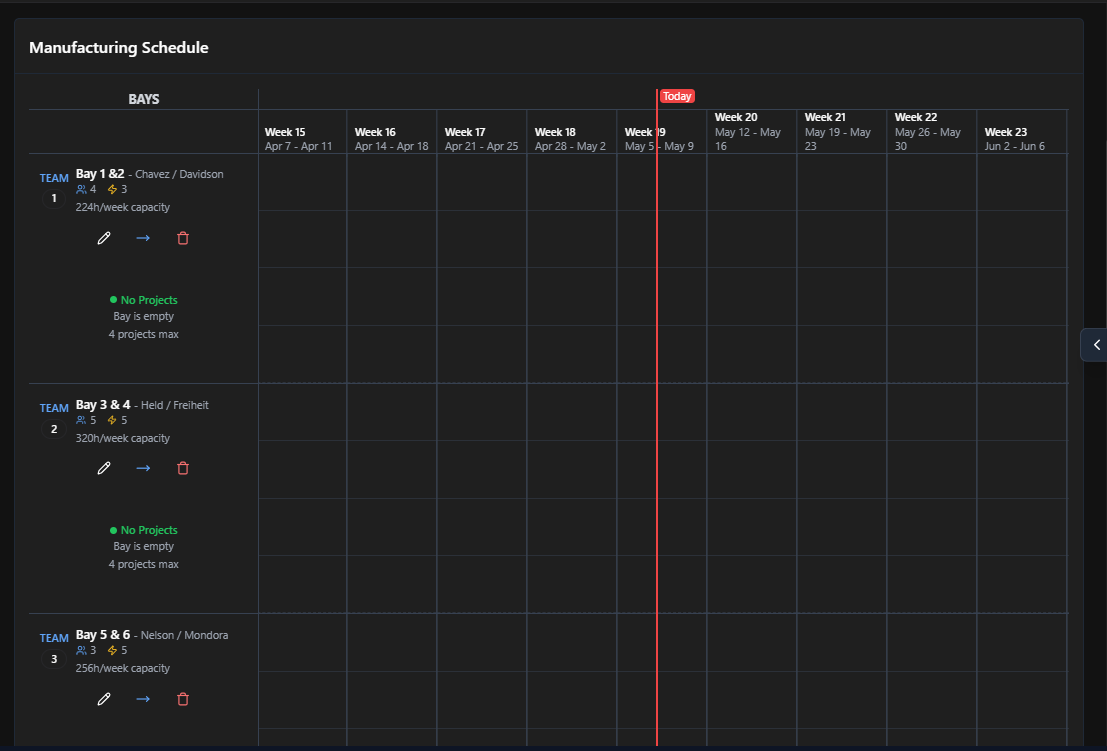 Manufacturing Schedule
BAYS
Today
Week 15
Apr 7 - Apr 11
Week 16
Apr 14 - Apr 18
Week 17
Apr 21 - Apr 25
Week 18
Apr 28 - May 2
Week 19
May 5 - May 9
Week 20
May 12 - May
16
Week 21
May 19 - May
23
Week 22
May 26 - May
30
Week 23
Jun 2 - Jun 6
TEAM
1
Bay 1 &2 - Chavez / Davidson
4 3
224h/week capacity
No Projects
Bay is empty
4 projects max
TEAM
2
Bay 3 & 4 - Held / Freiheit
5 5
320h/week capacity
No Projects
Bay is empty
4 projects max
TEAM
3
Bay 5 & 6 - Nelson / Mondora
3 5
256h/week capacity